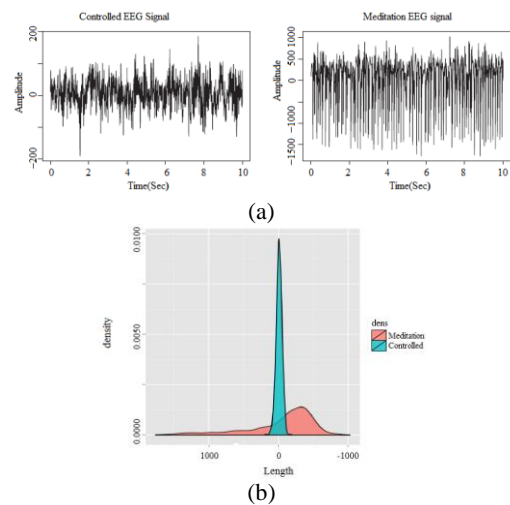 Controlled EEG Signal
Meditation EEG signal
200
0
-200
Amplitude
0 2 4 6 8 10
Time(Sec)
1000
500
0
-500
-1000
-1500
Amplitude
0 2 4 6 8 10
Time(Sec)
(a)
0.0100
0.0050
0.0000
density
1000 0 -1000
Length
dens
Meditation
Controlled
(b)